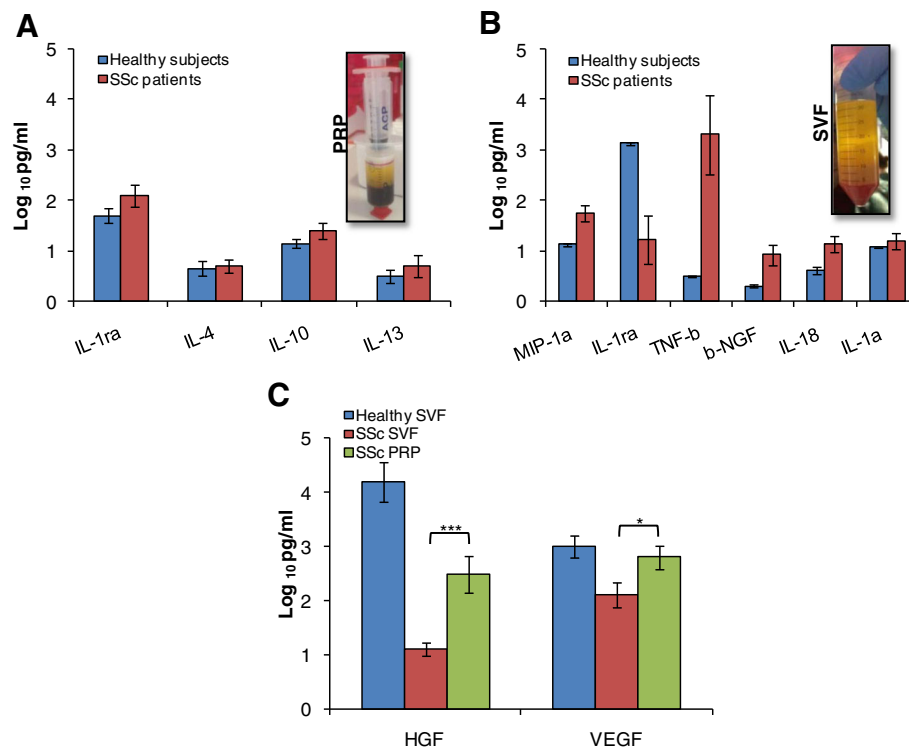 A
Healthy subjects
SSc patients
5
4
3
2
1
0
Log 10 pg/ml
PRP
ACP
IL-1ra
IL-4
IL-10
IL-13
B
Healthy subjects
SSc patients
5
4
3
2
1
0
Log 10 pg/ml
SVF
MIP-1a
IL-1ra
TNF-b
b-NGF
IL-18
IL-1a
C
Healthy SVF
SSc SVF
SSc PRP
5
4
3
2
1
0
Log 10 pg/ml
***
*
HGF
VEGF